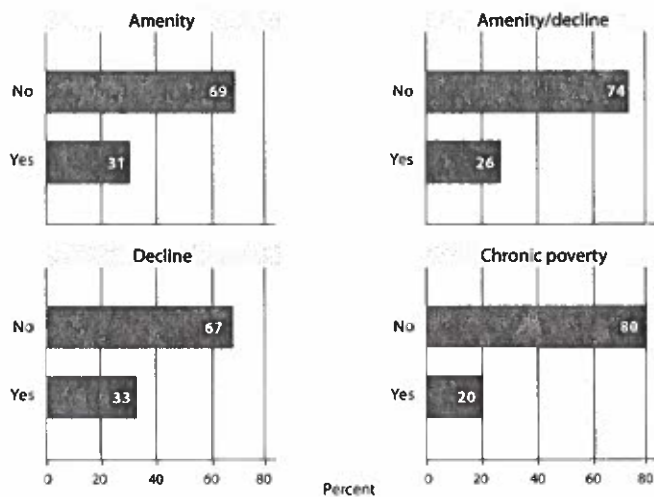 Amenity
No 69
Yes 31
Amenity/decline
No 74
Yes 26
Decline
No 67
Yes 33
0 20 40 60 80
Chronic poverty
No 80
Yes 20
0 20 40 60 80
Percent